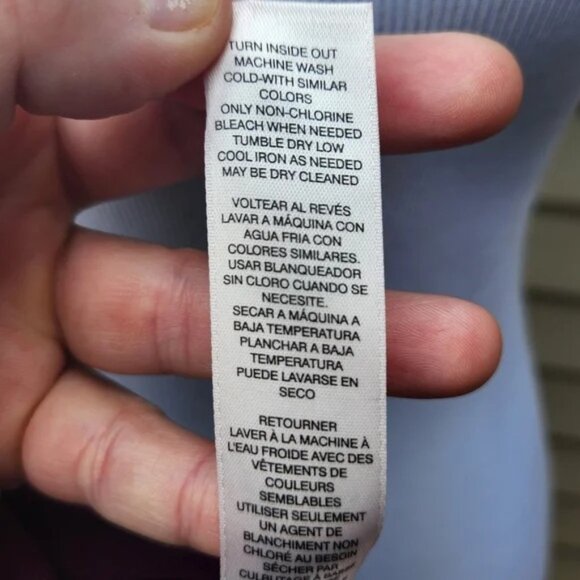 TURN INSIDE OUT
MACHINE WASH
COLD-WITH SIMILAR
COLORS
ONLY NON-CHLORINE
BLEACH WHEN NEEDED
TUMBLE DRY LOW
COOL IRON AS NEEDED
MAY BE DRY CLEANED
VOLTEAR AL REVÉS
LAVAR A MÁQUINA CON
AGUA FRIA CON
COLORES SIMILARES.
USAR BLANQUEADOR
SIN CLORO CUANDO SE
NECESITE.
SECAR A MÁQUINA A
BAJA TEMPERATURA
PLANCHAR A BAJA
TEMPERATURA
PUEDE LAVARSE EN
SECO
RETOURNER
LAVER À LA MACHINE À
L'EAU FROIDE AVEC DES
VÊTEMENTS DE
COULEURS
SEMBLABLES
UTILISER SEULEMENT
UN AGENT DE
BLANCHIMENT NON
CHLORÉ AU BESOIN
SÉCHER PAR
CULBUTAGE À